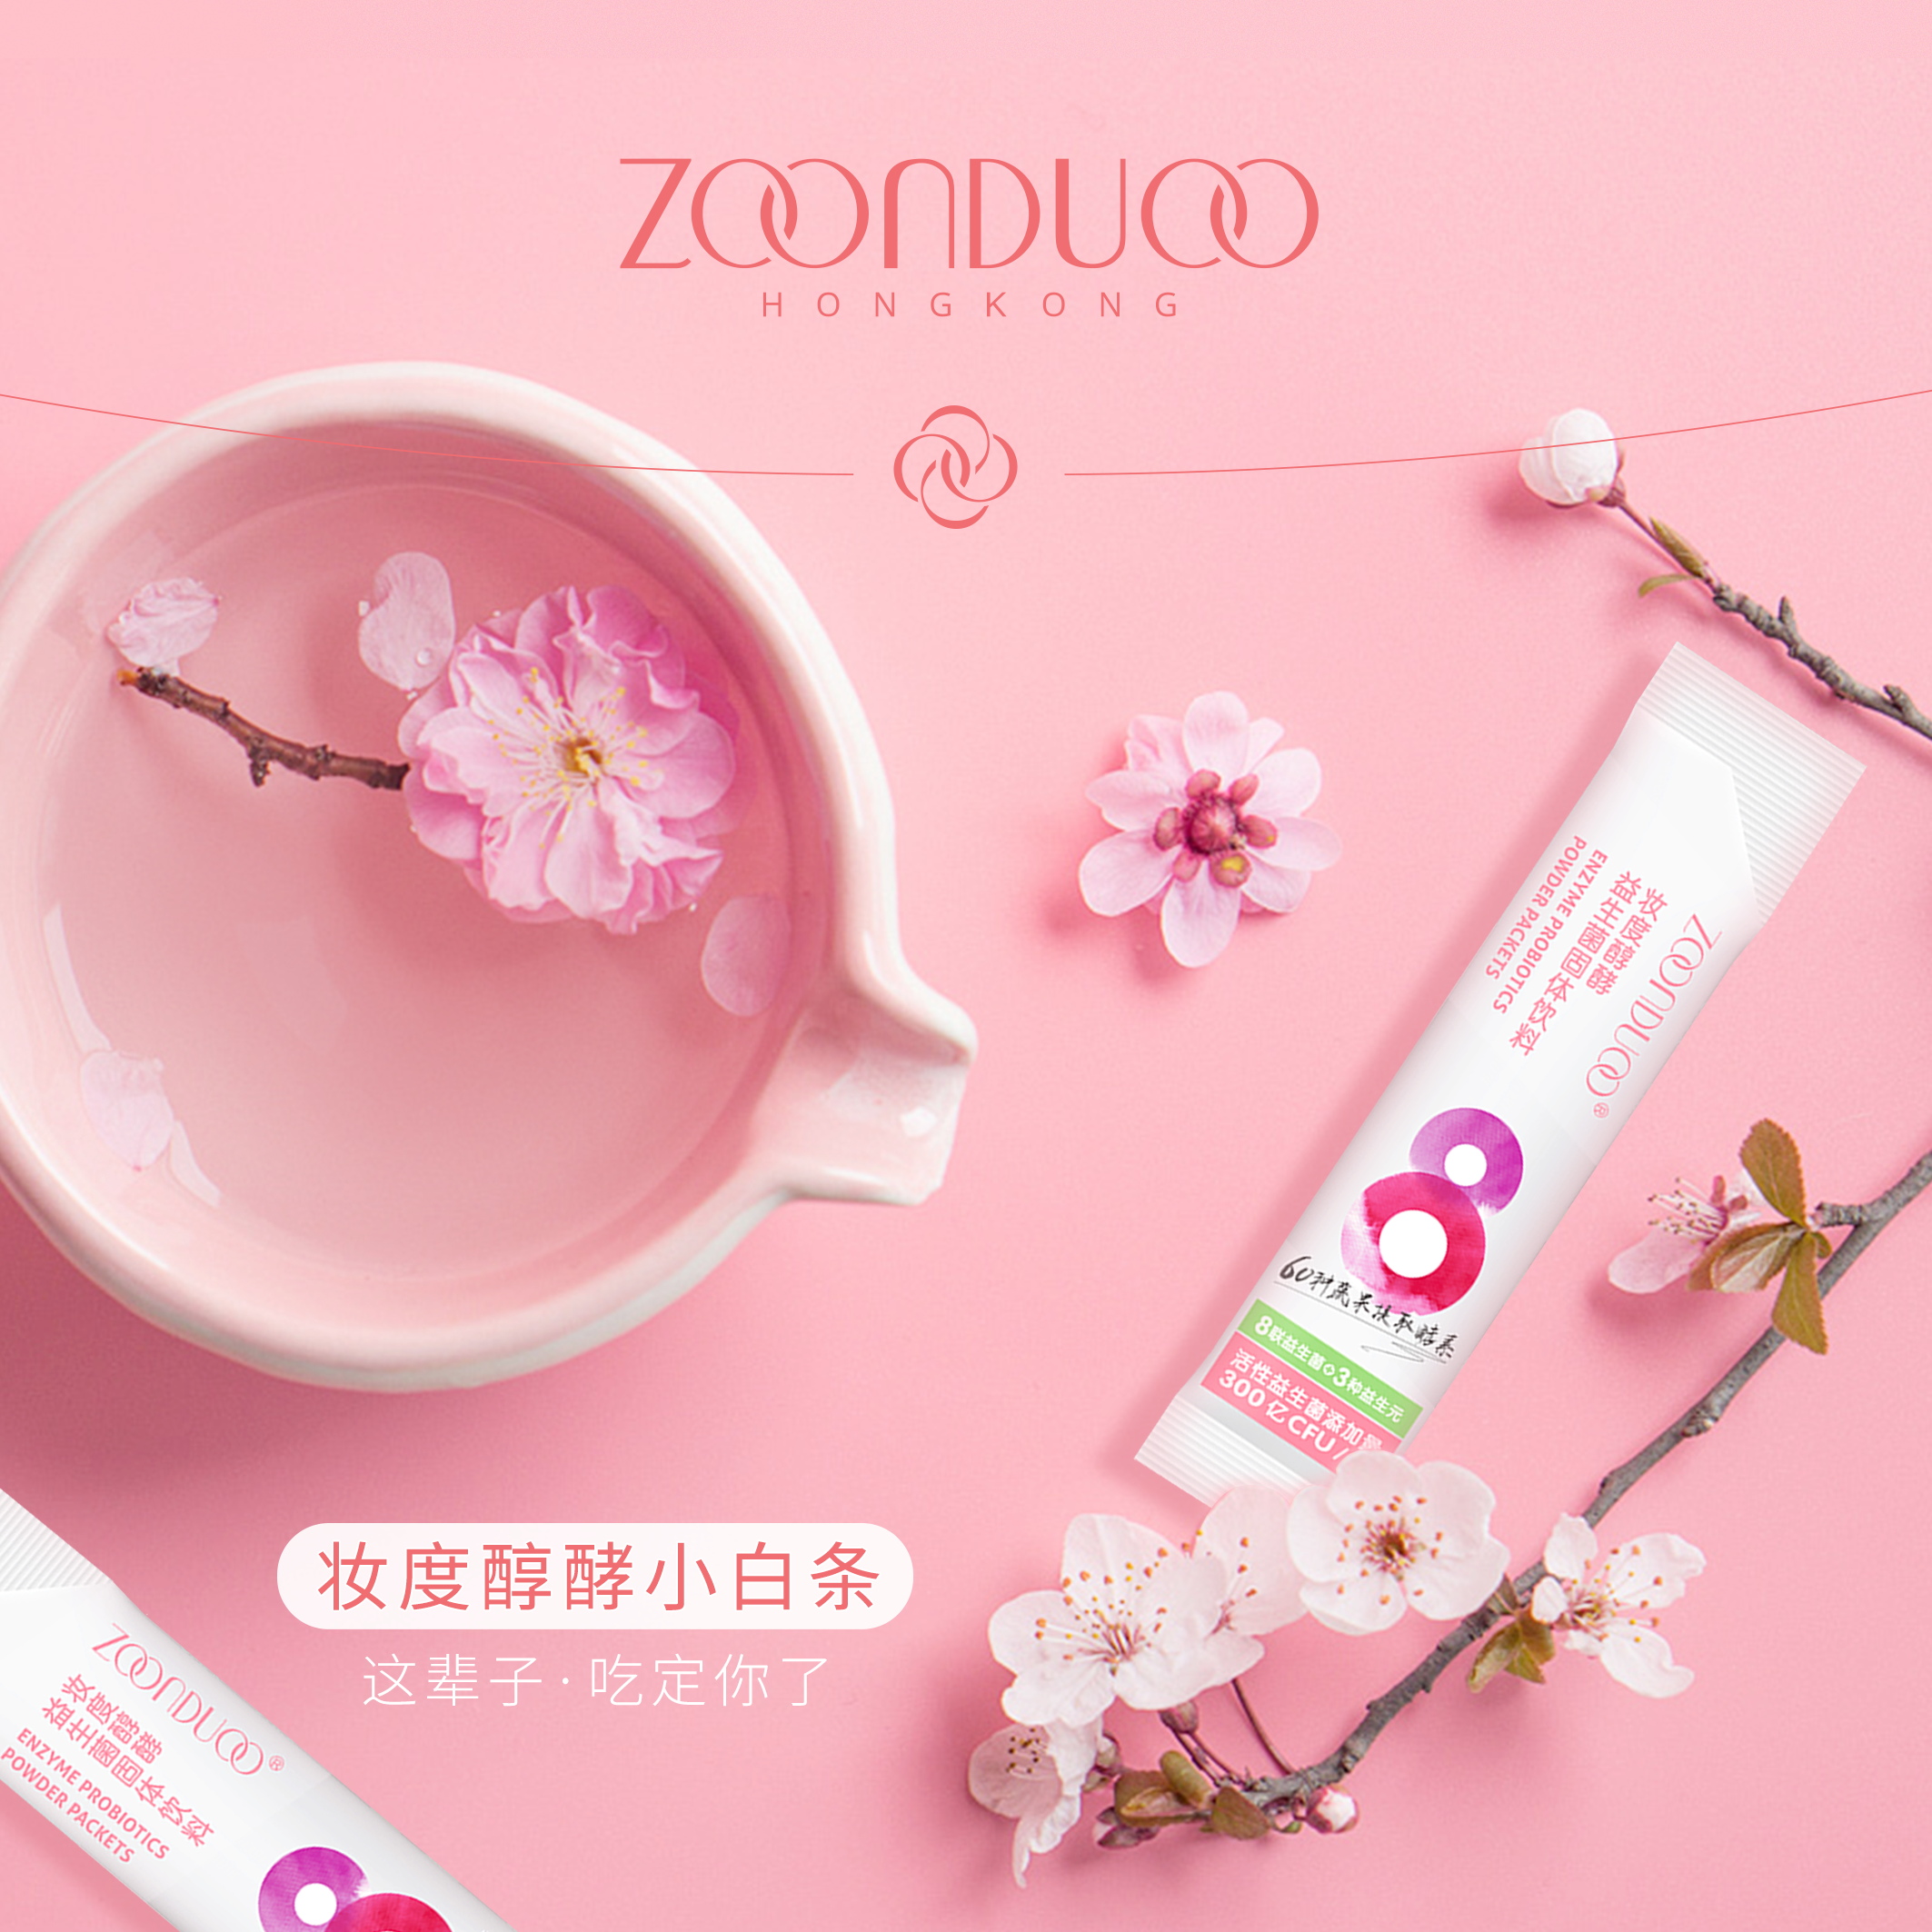 ZOONDUOO
HONGKONG
ZOONDUOO®
妆度醇酵
益生菌固体饮料
ENZYME PROBIOTICS
POWDER PACKETS
8
60种蔬果提取酵素
8联益生菌+3种益生元
活性益生菌添加量
300亿CFU/
妆度醇酵小白条
这辈子·吃定你了
ZOONDUOO®
妆度醇酵
益生菌固体饮料
ENZYME PROBIOTICS
POWDER PACKETS